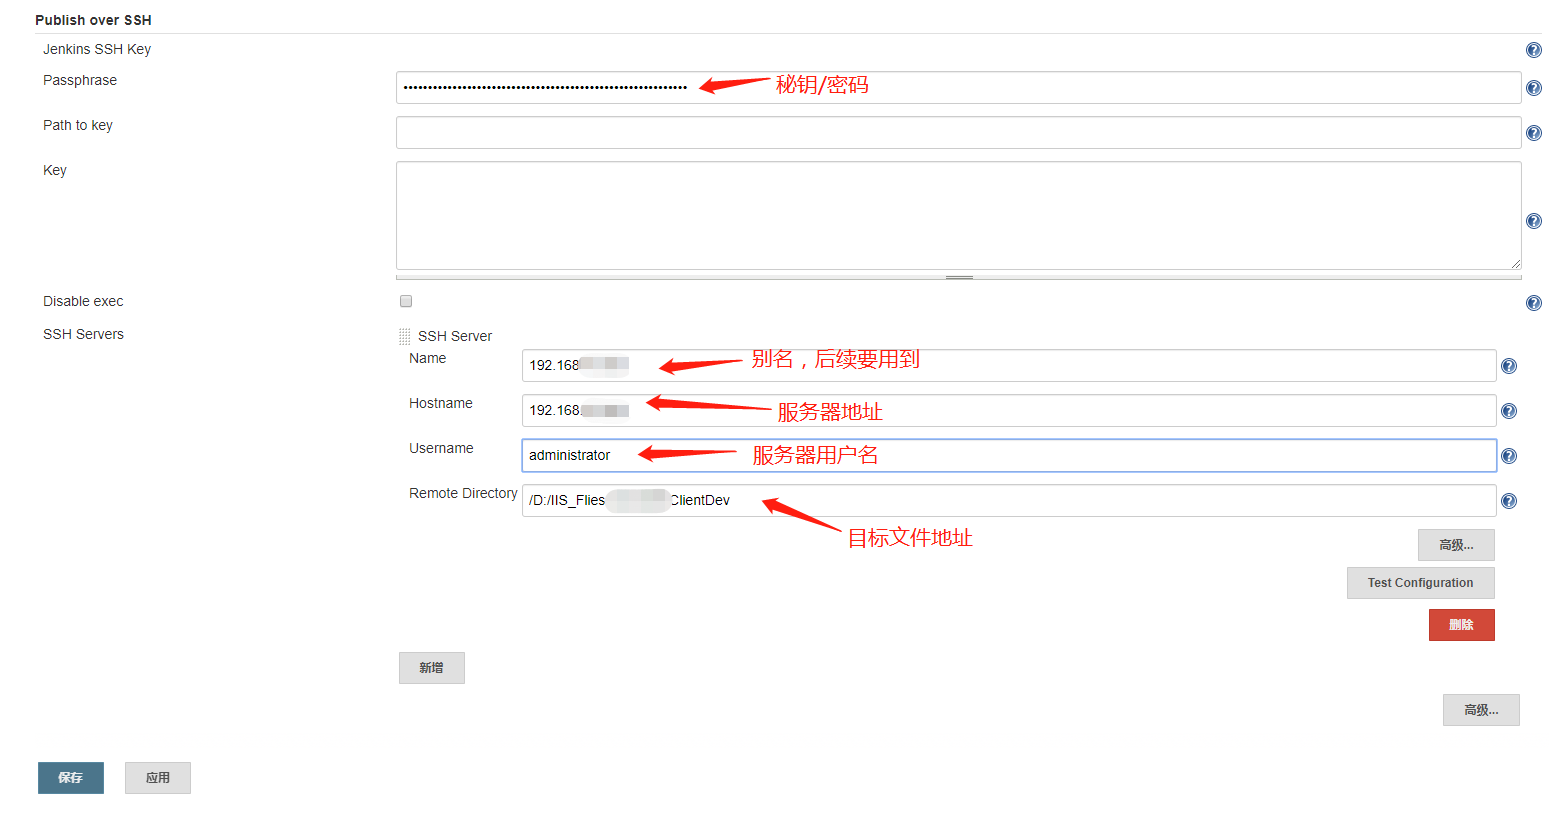 Publish over SSH
Jenkins SSH Key
Passphrase
秘钥/密码
Path to key
Key
Disable exec
SSH Servers
SSH Server
Name
192.168
别名，后续要用到
Hostname
192.168.
服务器地址
Username
administrator
服务器用户名
Remote Directory
/D:/IIS_Flies ClientDev
目标文件地址
高级...
Test Configuration
删除
新增
高级...
保存
应用